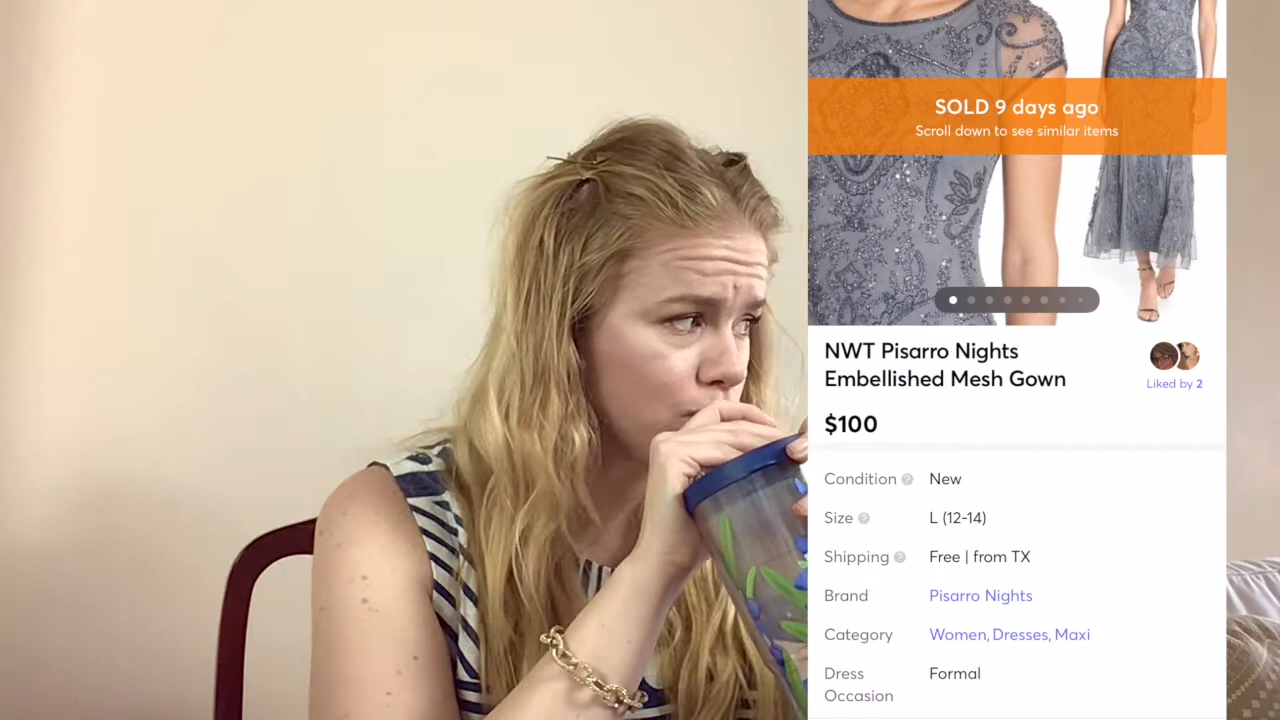 SOLD 9 days ago
Scroll down to see similar items
NWT Pisarro Nights
Embellished Mesh Gown
Liked by 2
$100
Condition ? New
Size ? L (12-14)
Shipping ? Free | from TX
Brand Pisarro Nights
Category Women, Dresses, Maxi
Dress Formal
Occasion